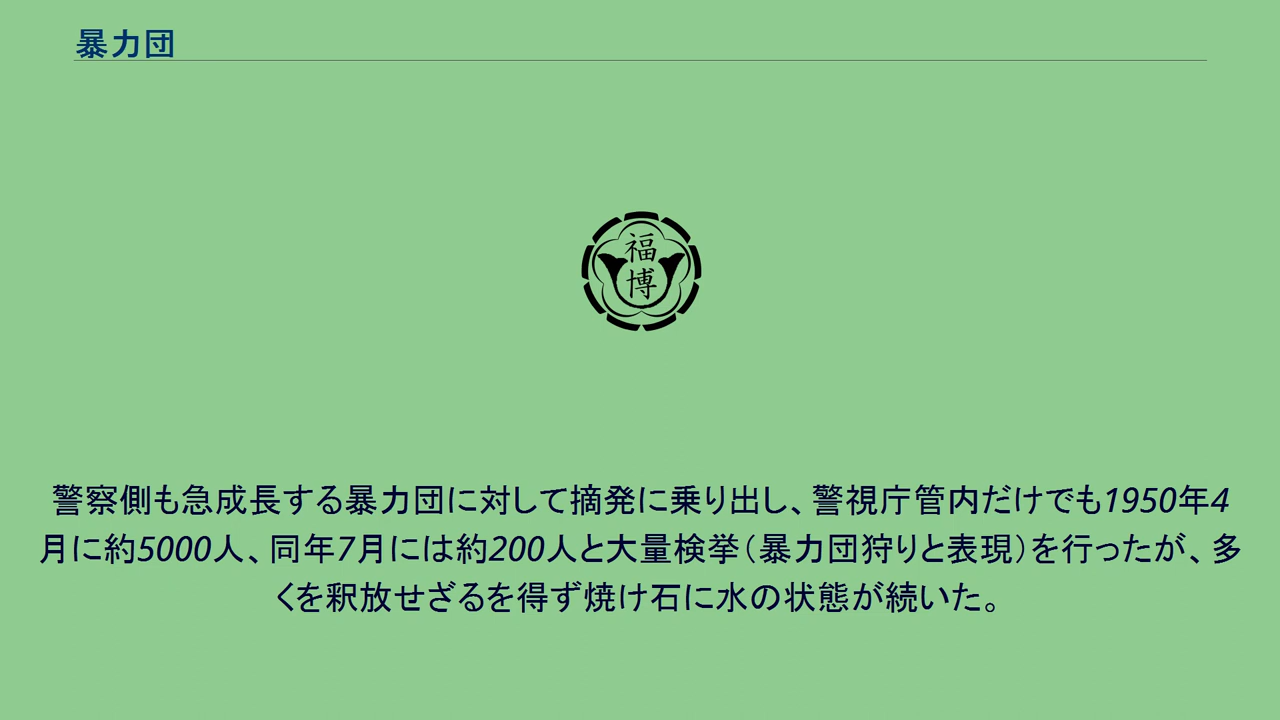 暴力団
福
博
警察側も急成長する暴力団に対して摘発に乗り出し、警視庁管内だけでも1950年4
月に約5000人、同年7月には約200人と大量検挙（暴力団狩りと表現）を行ったが、多
くを釈放せざるを得ず焼け石に水の状態が続いた。